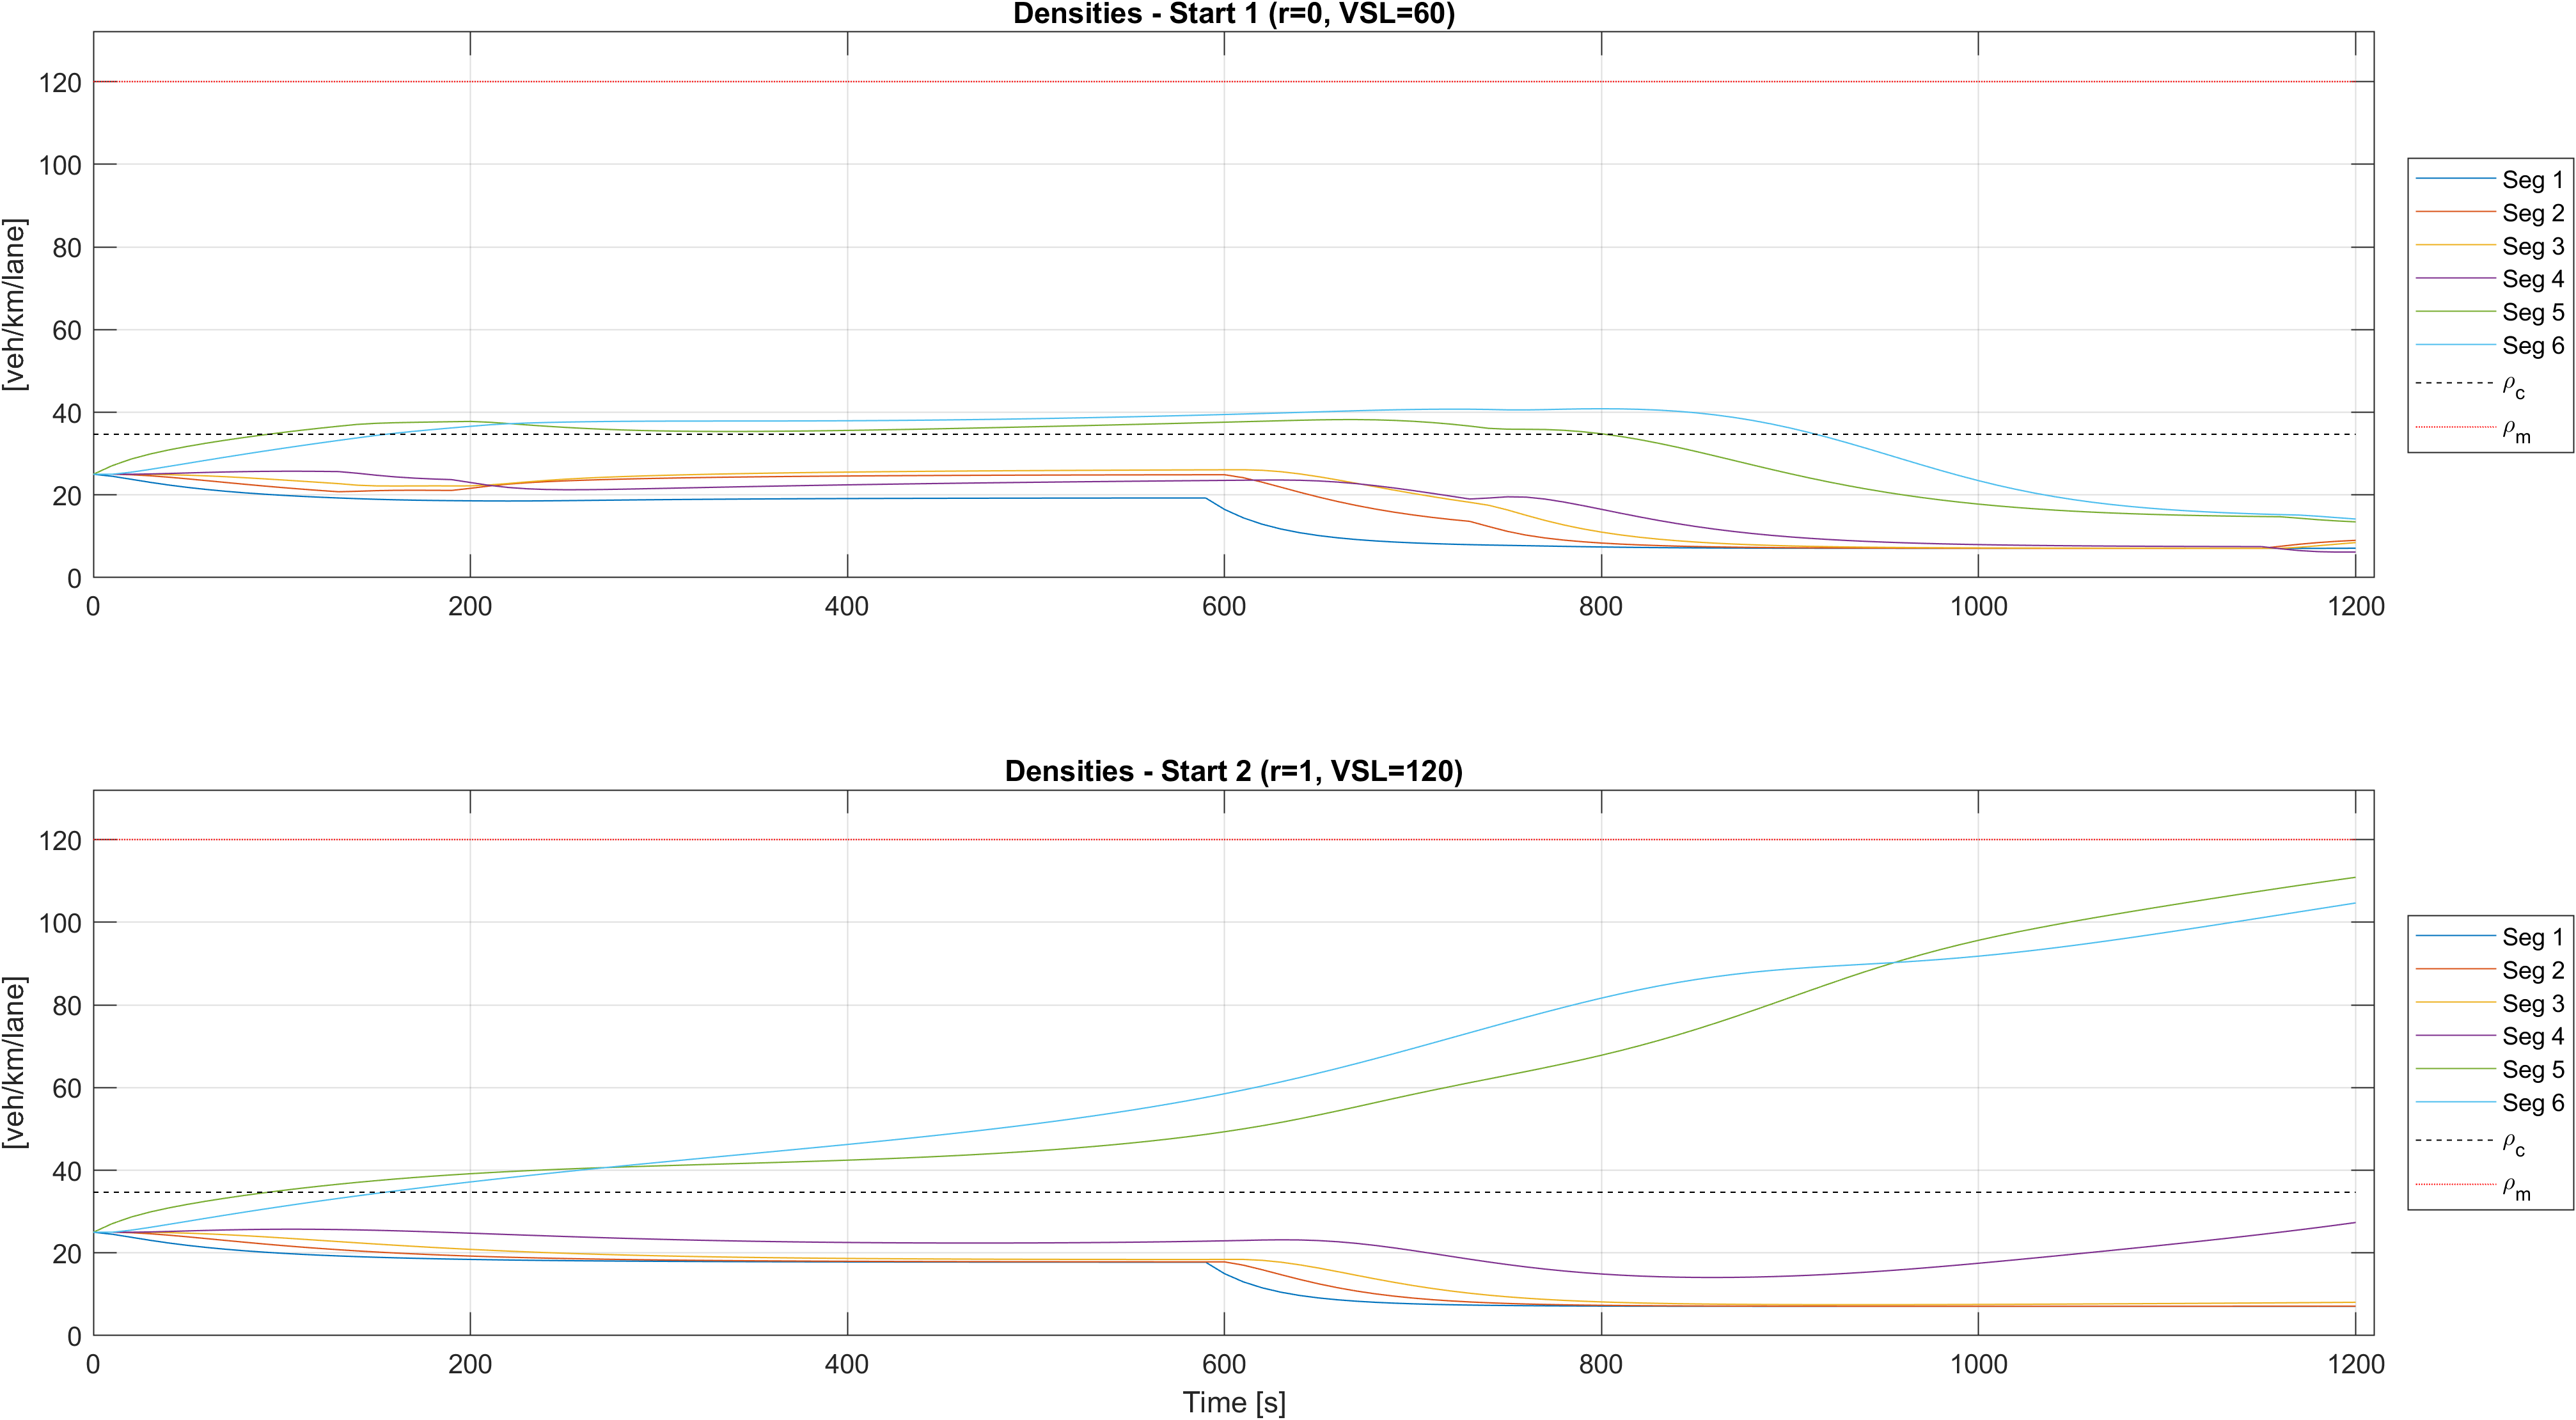 Densities - Start 1 (r=0, VSL=60)
[veh/km/lane]
120
100
80
60
40
20
0
0 200 400 600 800 1000 1200
Seg 1
Seg 2
Seg 3
Seg 4
Seg 5
Seg 6
ρc
ρm
Densities - Start 2 (r=1, VSL=120)
[veh/km/lane]
120
100
80
60
40
20
0
0 200 400 600 800 1000 1200
Time [s]
Seg 1
Seg 2
Seg 3
Seg 4
Seg 5
Seg 6
ρc
ρm